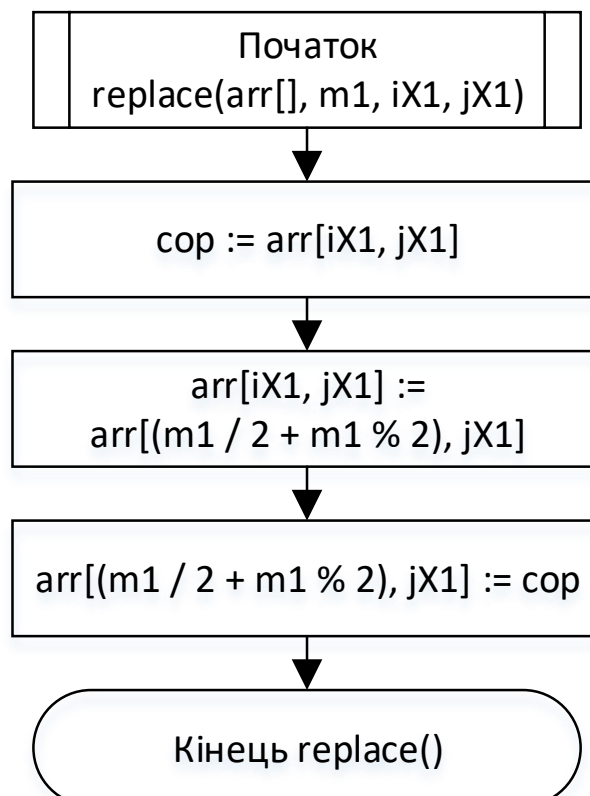 Початок
replace(arr[], m1, iX1, jX1)
cop := arr[iX1, jX1]
arr[iX1, jX1] :=
arr[(m1 / 2 + m1 % 2), jX1]
arr[(m1 / 2 + m1 % 2), jX1] := cop
Кінець replace()